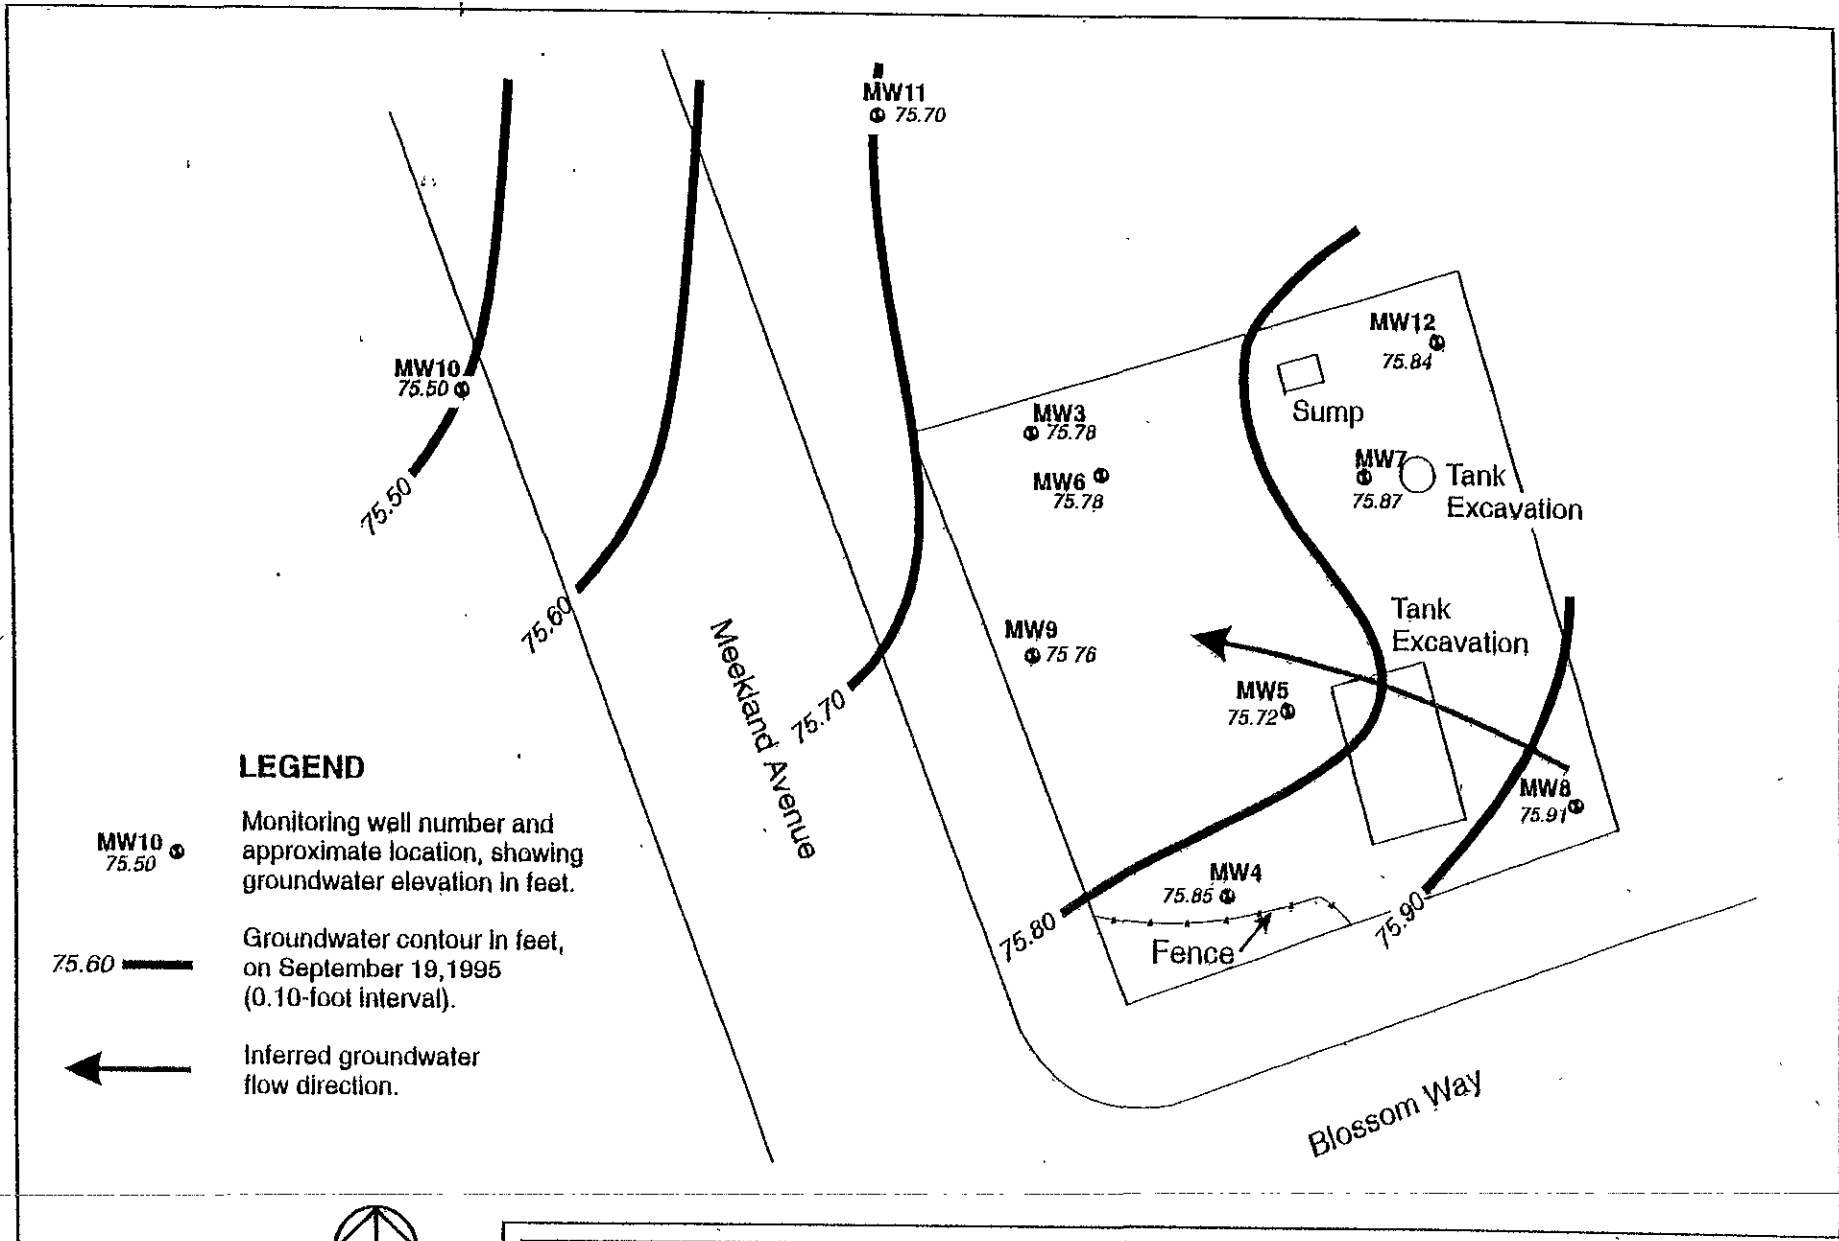 MW11
75.70
MW12
75.84
MW10
75.50
Sump
MW3
75.78
MW6
75.78
MW7
75.87
Tank
Excavation
75.50
75.60
Meekland Avenue
MW9
75 76
Tank
Excavation
MW5
75.72
75.70
MW8
75.91
MW4
75.85
75.80
75.90
Fence
Blossom Way
LEGEND
MW10
75.50
Monitoring well number and
approximate location, showing
groundwater elevation in feet.
75.60
Groundwater contour in feet,
on September 19,1995
(0.10-foot interval).
Inferred groundwater
flow direction.